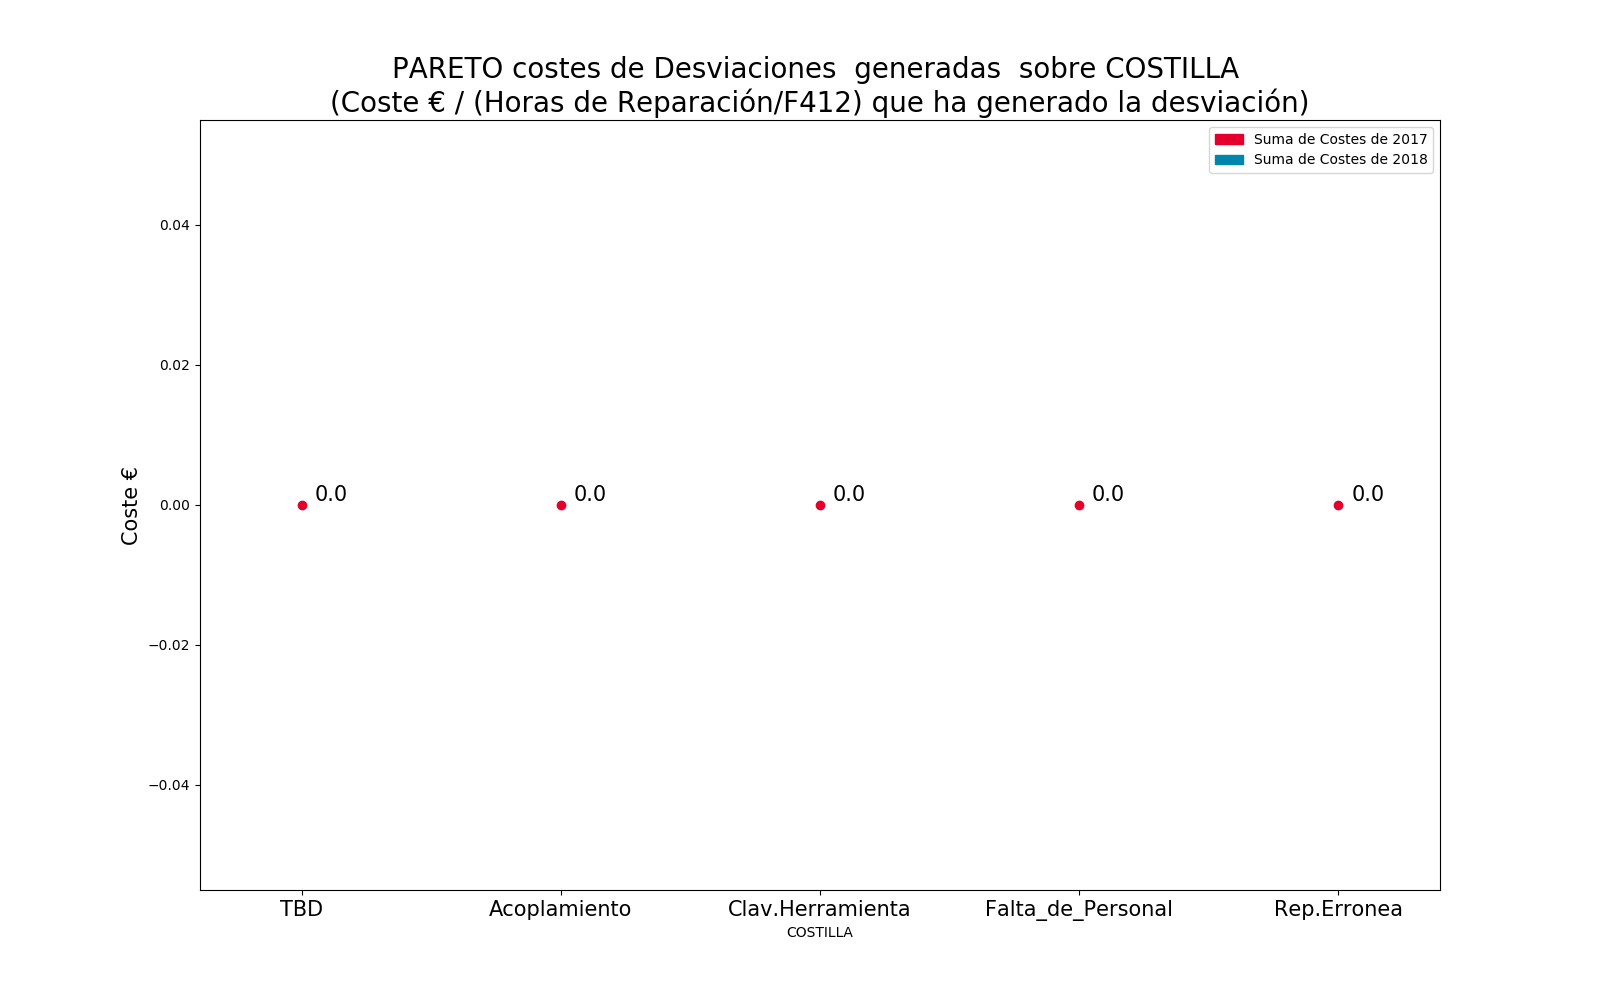 PARETO costes de Desviaciones  generadas  sobre COSTILLA
(Coste € / (Horas de Reparación/F412) que ha generado la desviación)
Suma de Costes de 2017
Suma de Costes de 2018
Coste €
0.04
0.02
0.00
−0.02
−0.04
0.0 0.0 0.0 0.0 0.0
TBD Acoplamiento Clav.Herramienta Falta_de_Personal Rep.Erronea
COSTILLA